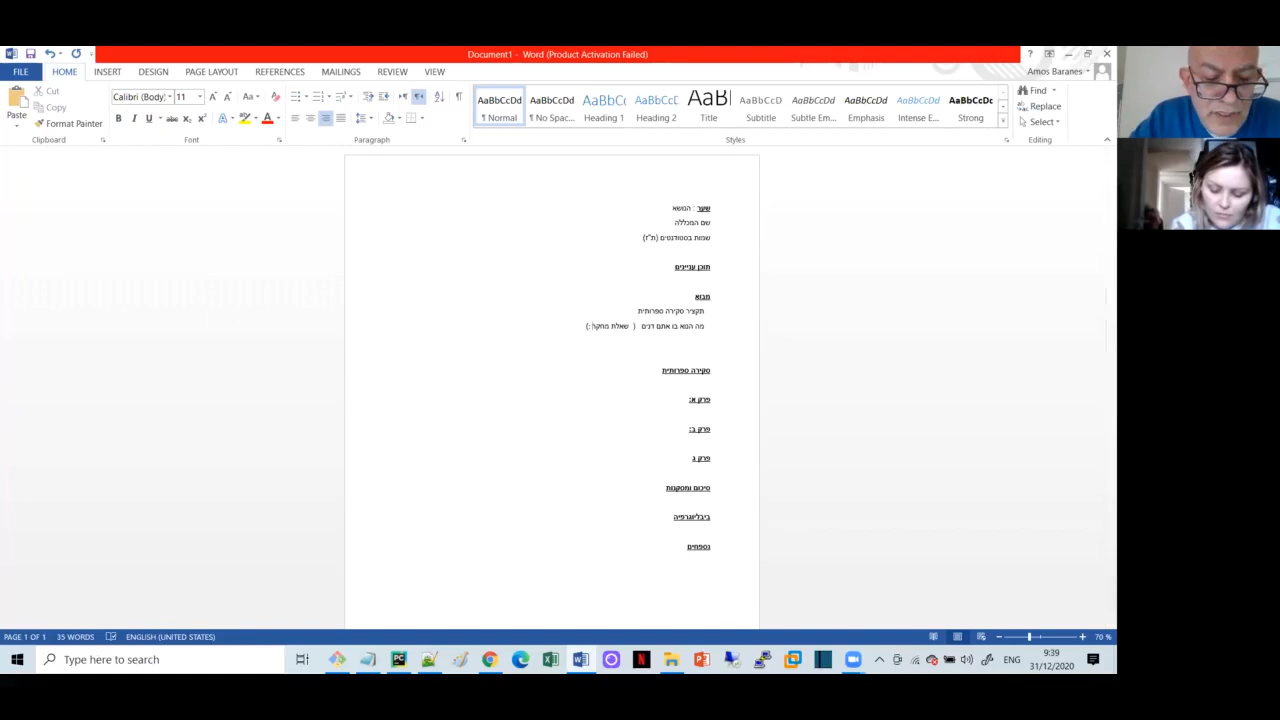 Document1 - Word (Product Activation Failed)
FILE HOME INSERT DESIGN PAGE LAYOUT REFERENCES MAILINGS REVIEW VIEW
Amos Baranes
Paste
Cut
Copy
Format Painter
Clipboard
Calibri (Body) 11
Font
Paragraph
AaBbCcDd AaBbCcDd AaBbCc AaBbCcD AaB AaBbCcD AaBbCcDd AaBbCcDd AaBbCcDd AaBbCcDc
¶ Normal ¶ No Spac... Heading 1 Heading 2 Title Subtitle Subtle Em... Emphasis Intense E... Strong
Styles
Find
Replace
Select
Editing
שער : הנושא
שם המכללה
שמות בסטודנטים (ת"ז)
תוכן עניינים
מבוא
תקציר סקירה ספרותית
מה הנוא בו אתם דנים ( שאלת מחקר:)
סקירה ספרותית
פרק א:
פרק ב:
פרק ג
סיכום ומסקנות
ביבליוגרפיה
נספחים
PAGE 1 OF 1 35 WORDS ENGLISH (UNITED STATES) 70 %
Type here to search
ENG
9:39
31/12/2020